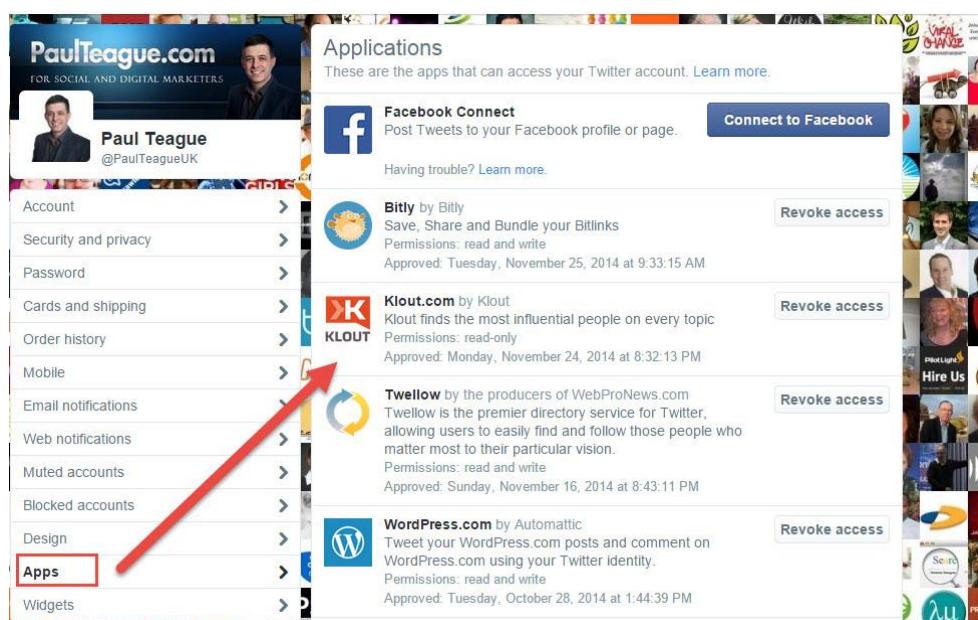 PaulTeague.com
FOR SOCIAL AND DIGITAL MARKETERS
Paul Teague
@PaulTeagueUK
Account
Security and privacy
Password
Cards and shipping
Order history
Mobile
Email notifications
Web notifications
Muted accounts
Blocked accounts
Design
Apps
Widgets
Applications
These are the apps that can access your Twitter account. Learn more.
Facebook Connect
Post Tweets to your Facebook profile or page.
Connect to Facebook
Having trouble? Learn more.
Bitly by Bitly
Save, Share and Bundle your Bitlinks
Permissions: read and write
Approved: Tuesday, November 25, 2014 at 9:33:15 AM
Revoke access
KLOUT
Klout.com by Klout
Klout finds the most influential people on every topic
Permissions: read-only
Approved: Monday, November 24, 2014 at 8:32:13 PM
Revoke access
Twellow by the producers of WebProNews.com
Twellow is the premier directory service for Twitter,
allowing users to easily find and follow those people who
matter most to their particular vision.
Permissions: read and write
Approved: Sunday, November 16, 2014 at 8:43:11 PM
Revoke access
WordPress.com by Automattic
Tweet your WordPress.com posts and comment on
WordPress.com using your Twitter identity.
Permissions: read and write
Approved: Tuesday, October 28, 2014 at 1:44:39 PM
Revoke access
VIRAL
CHANGE
PilotLight
Hire Us
λμ